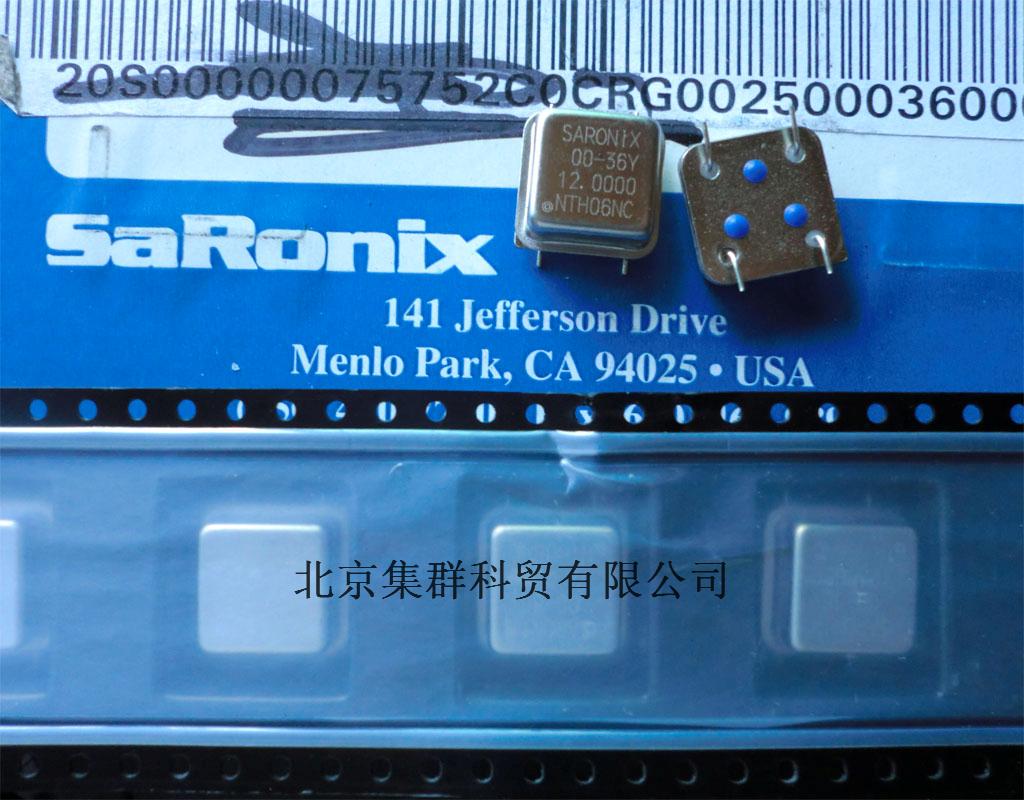 20S00000075752C0CRG002500036000
SARONiX
00-36Y
12.0000
NTH06NC
SaRonix
141 Jefferson Drive
Menlo Park, CA 94025 • USA
北京集群科贸有限公司